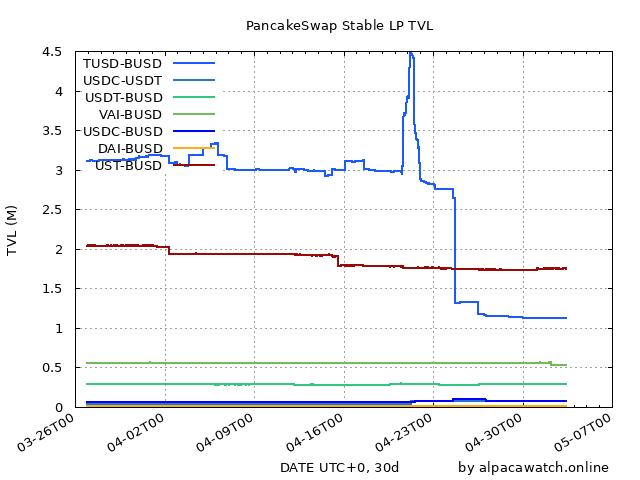 PancakeSwap Stable LP TVL
TVL (M)
4.5
4
3.5
3
2.5
2
1.5
1
0.5
0
TUSD-BUSD
USDC-USDT
USDT-BUSD
VAI-BUSD
USDC-BUSD
DAI-BUSD
UST-BUSD
03-26T00
04-02T00
04-09T00
04-16T00
04-23T00
04-30T00
05-07T00
DATE UTC+0, 30d
by alpacawatch.online